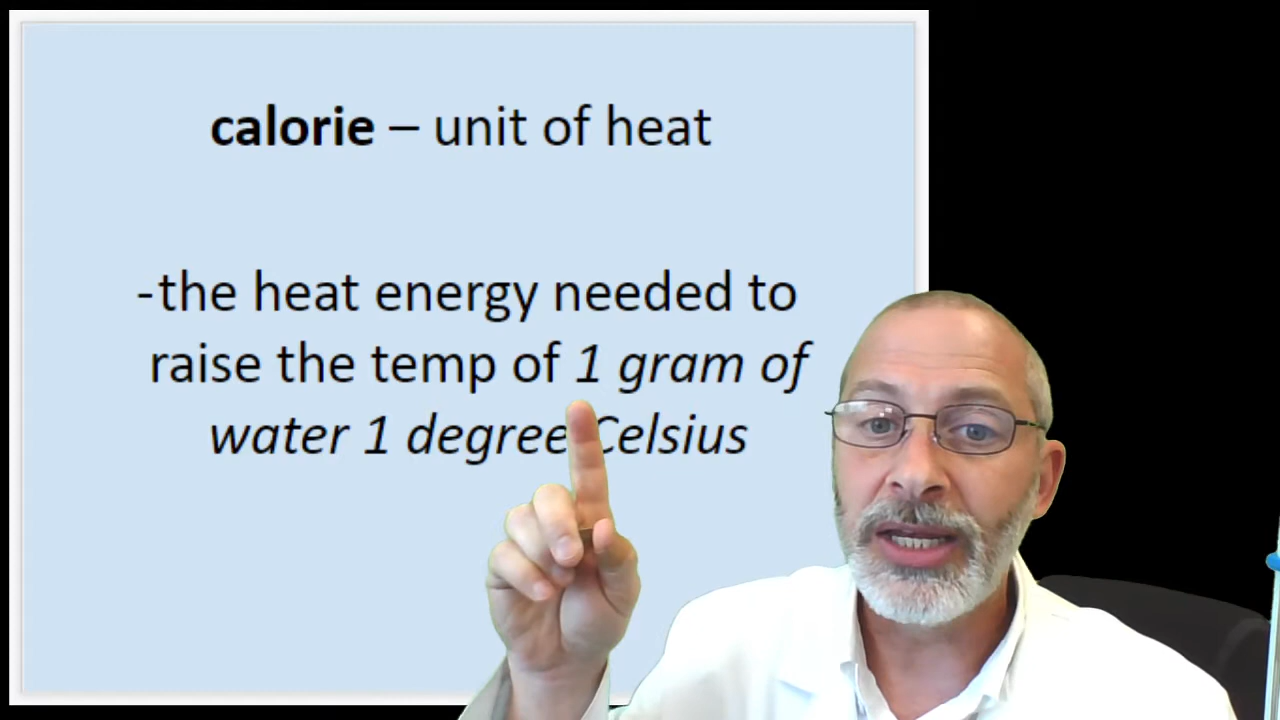 calorie – unit of heat
-the heat energy needed to
raise the temp of 1 gram of
water 1 degree Celsius